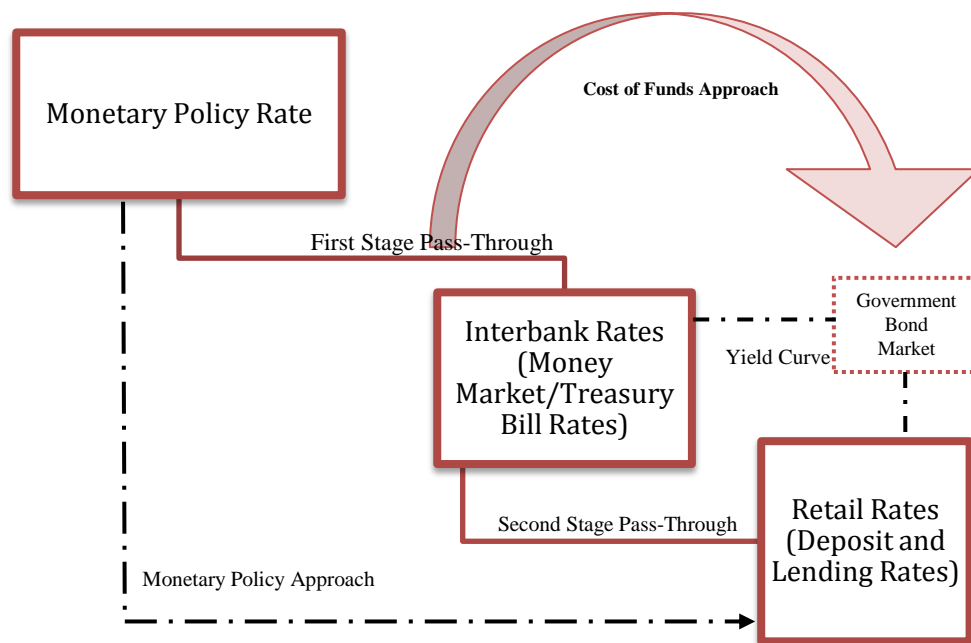 Monetary Policy Rate
Cost of Funds Approach
First Stage Pass-Through
Interbank Rates
(Money
Market/Treasury
Bill Rates)
Government
Bond
Market
Yield Curve
Second Stage Pass-Through
Retail Rates
(Deposit and
Lending Rates)
Monetary Policy Approach